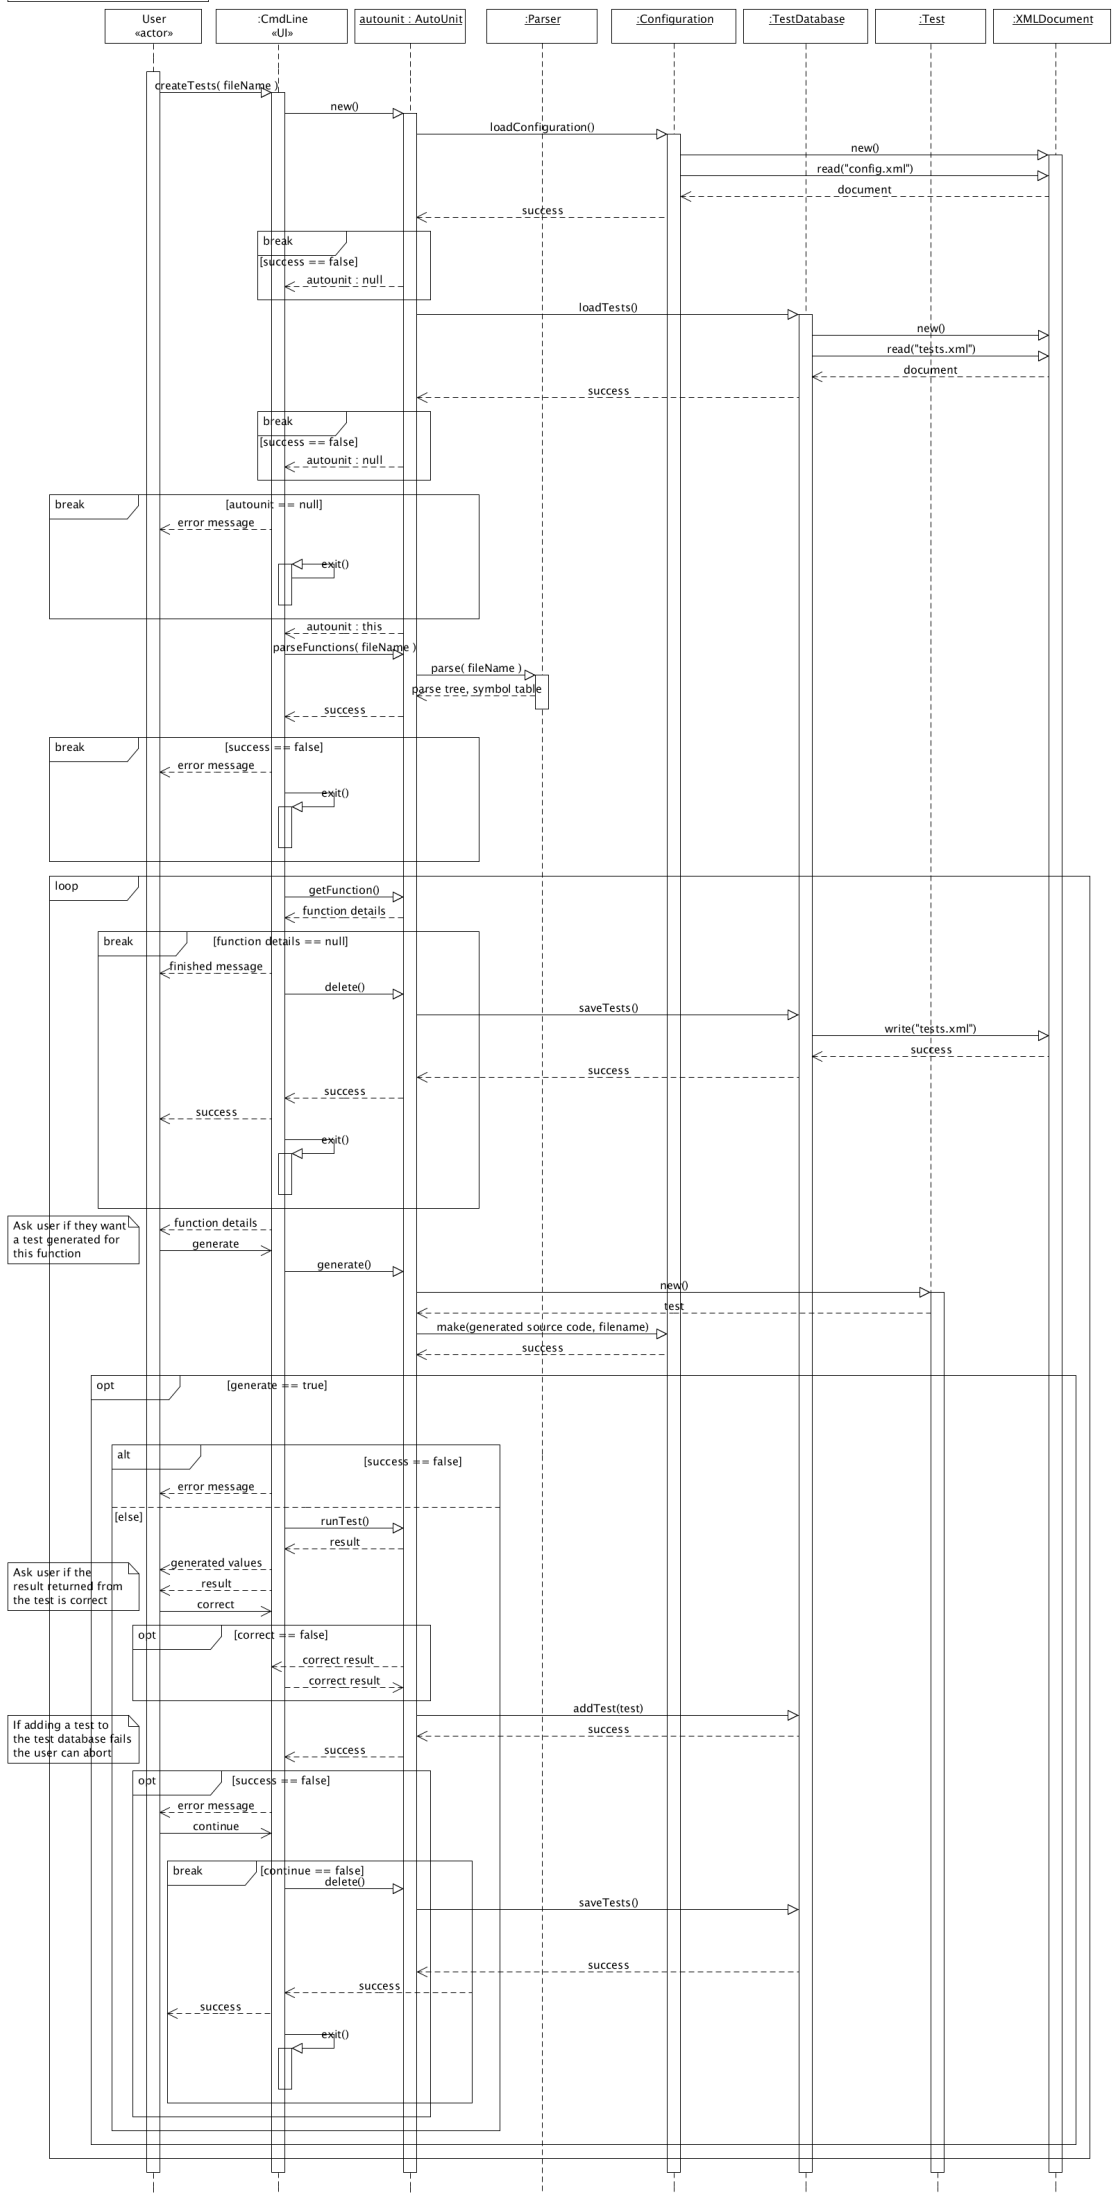 User
«actor»
:CmdLine
«UI»
autounit : AutoUnit
:Parser
:Configuration
:TestDatabase
:Test
:XMLDocument
createTests( fileName )
new()
loadConfiguration()
new()
read("config.xml")
document
success
break
[success == false]
autounit : null
loadTests()
new()
read("tests.xml")
document
success
break
[success == false]
autounit : null
break
[autounit == null]
error message
exit()
autounit : this
parseFunctions( fileName )
parse( fileName )
parse tree, symbol table
success
break
[success == false]
error message
exit()
loop
getFunction()
function details
break
[function details == null]
finished message
delete()
saveTests()
write("tests.xml")
success
success
success
success
exit()
Ask user if they want
a test generated for
this function
function details
generate
generate()
new()
test
make(generated source code, filename)
success
opt
[generate == true]
alt
[success == false]
error message
[else]
runTest()
result
Ask user if the
result returned from
the test is correct
generated values
result
correct
opt
[correct == false]
correct result
correct result
addTest(test)
If adding a test to
the test database fails
the user can abort
success
success
opt
[success == false]
error message
continue
break
[continue == false]
delete()
saveTests()
success
success
success
exit()